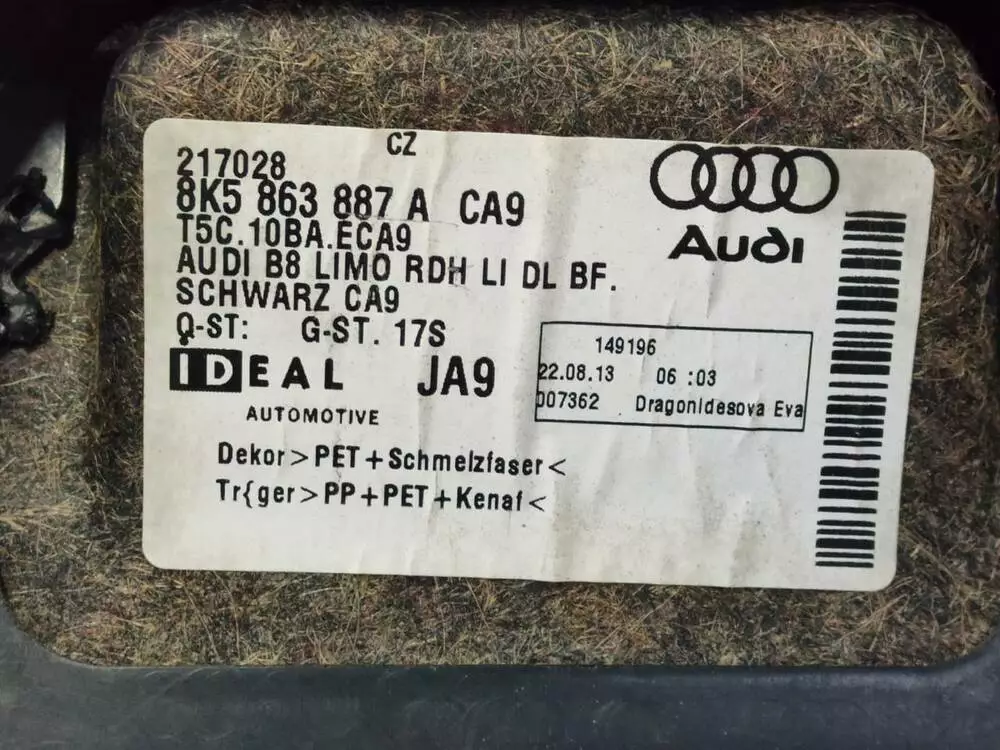 CZ
217028
8K5 863 887 A CA9
T5C.10BA.ECA9
AUDI B8 LIMO RDH LI DL BF.
SCHWARZ CA9
Q-ST: G-ST. 17S
IDEAL JA9
AUTOMOTIVE
Audi
149196
22.08.13 06 :03
007362 Dragonidesova Eva
Dekor>PET+Schmelzfaser<
Tr{ger>PP+PET+Kenaf<